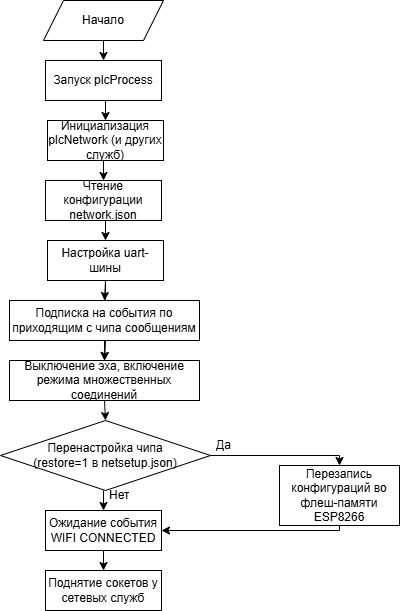 Начало
Запуск plcProcess
Инициализация
plcNetwork (и других
служб)
Чтение
конфигурации
network.json
Настройка uart-
шины
Подписка на события по
приходящим с чипа сообщениям
Выключение эха, включение
режима множественных
соединений
Перенастройка чипа
(restore=1 в netsetup.json)
Да
Перезапись
конфигураций во
флеш-памяти
ESP8266
Нет
Ожидание события
WIFI CONNECTED
Поднятие сокетов у
сетевых служб